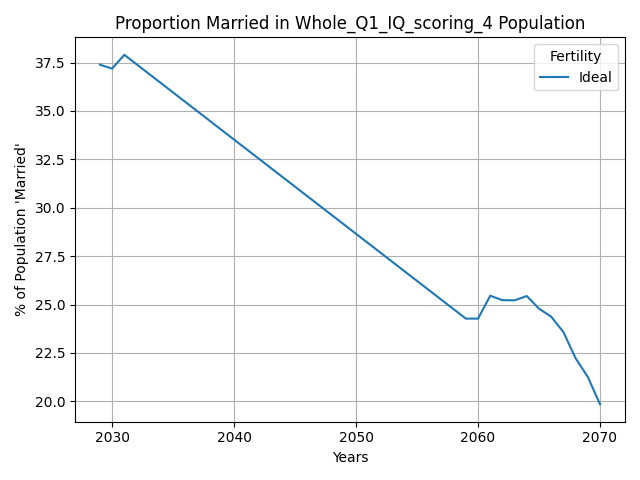 Proportion Married in Whole_Q1_IQ_scoring_4 Population
Fertility
Ideal
% of Population 'Married'
37.5
35.0
32.5
30.0
27.5
25.0
22.5
20.0
2030
2040
2050
2060
2070
Years